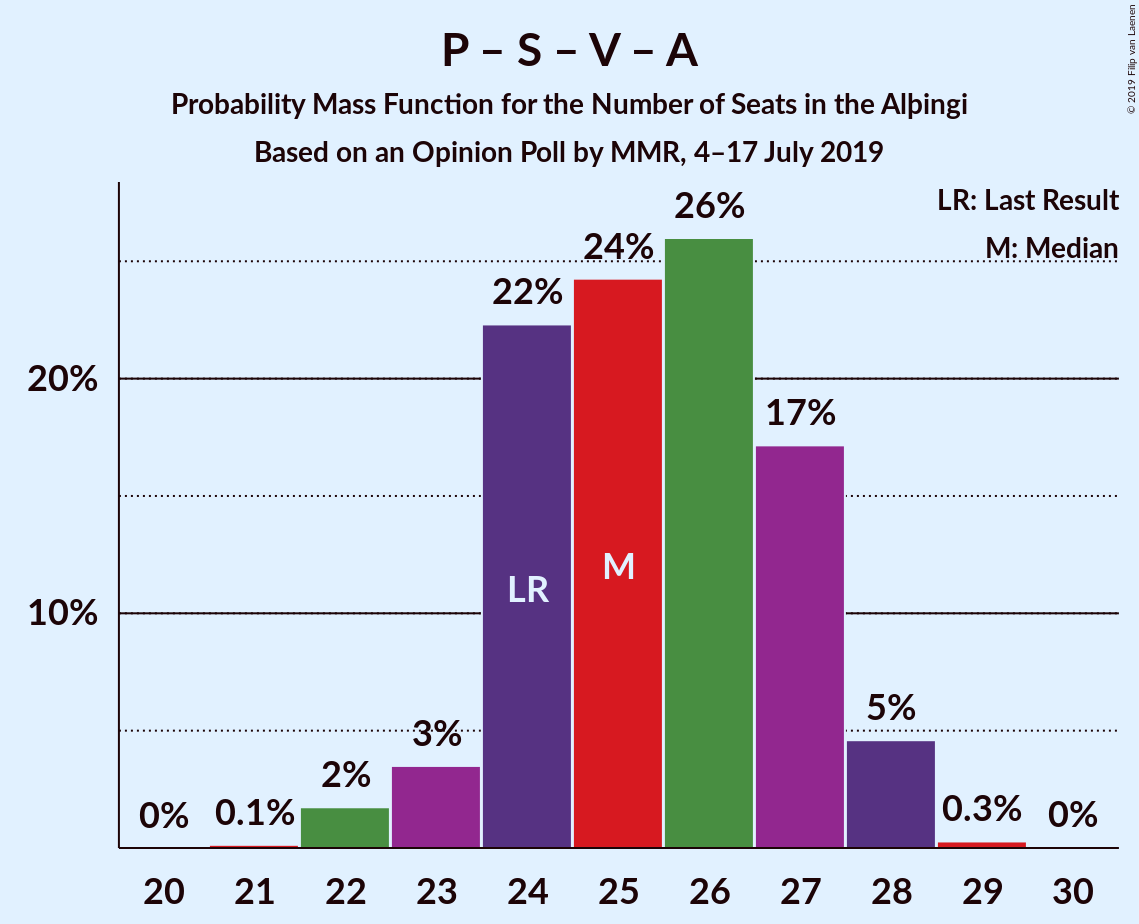 P – S – V – A
Probability Mass Function for the Number of Seats in the Alþingi
Based on an Opinion Poll by MMR, 4–17 July 2019
© 2019 Filip van Laenen
LR: Last Result
M: Median
26%
24%
22%
20%
17%
LR
M
10%
5%
3%
2%
0%
0.1%
0.3%
0%
20 21 22 23 24 25 26 27 28 29 30